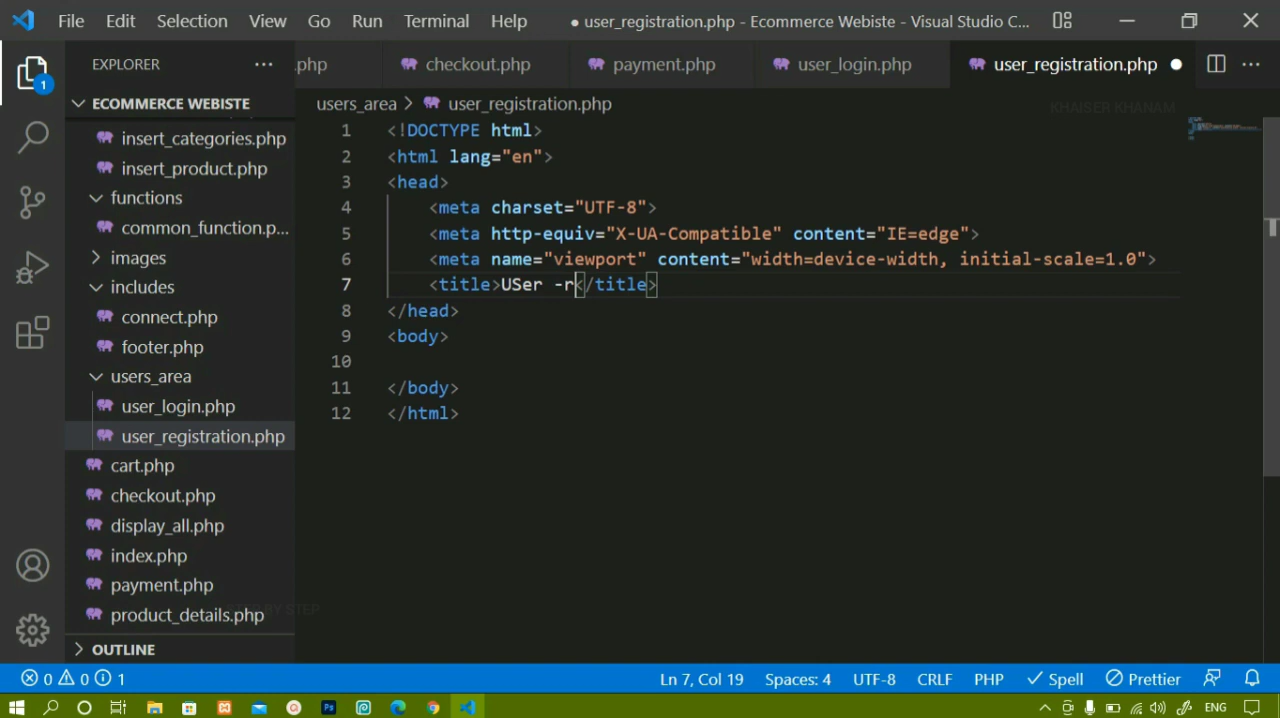 File Edit Selection View Go Run Terminal Help ● user_registration.php - Ecommerce Webiste - Visual Studio C...
EXPLORER ...
.php checkout.php payment.php user_login.php user_registration.php ● ...
1
ECOMMERCE WEBISTE
users_area > user_registration.php
KHAISER KHANAM
insert_categories.php
insert_product.php
functions
common_function.p...
images
includes
connect.php
footer.php
users_area
user_login.php
user_registration.php
cart.php
checkout.php
display_all.php
index.php
payment.php
product_details.php
BY STEP
OUTLINE
1 <!DOCTYPE html>
2 <html lang="en">
3 <head>
4 <meta charset="UTF-8">
5 <meta http-equiv="X-UA-Compatible" content="IE=edge">
6 <meta name="viewport" content="width=device-width, initial-scale=1.0">
7 <title>USer -r</title>
8 </head>
9 <body>
10
11 </body>
12 </html>
0 0 1 Ln 7, Col 19 Spaces: 4 UTF-8 CRLF PHP Spell Prettier
Ps ENG